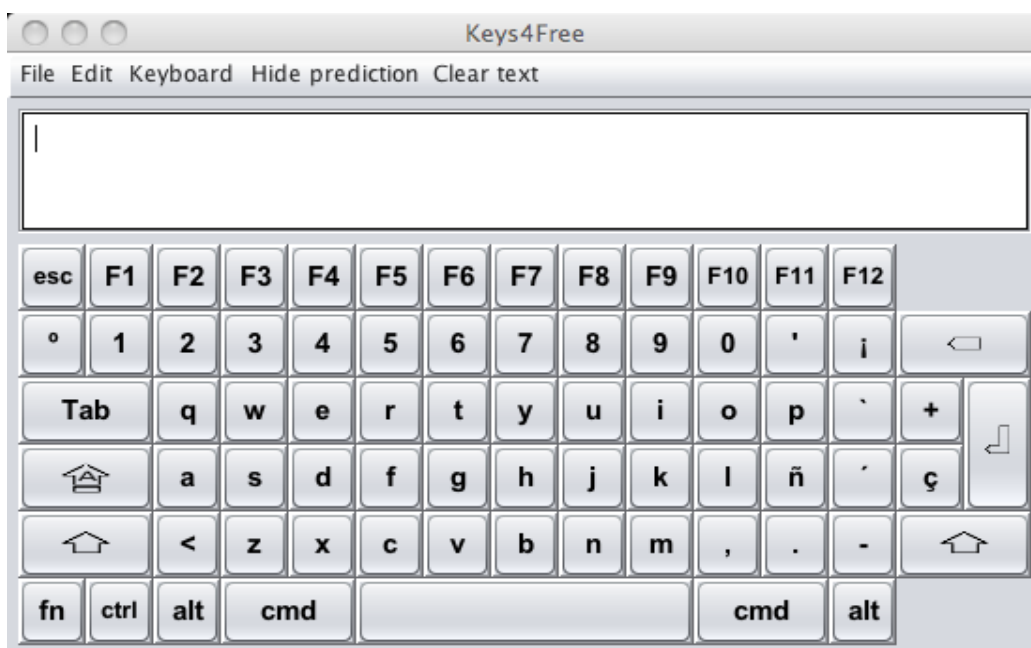 Keys4Free
File Edit Keyboard Hide prediction Clear text
esc F1 F2 F3 F4 F5 F6 F7 F8 F9 F10 F11 F12
º 1 2 3 4 5 6 7 8 9 0 ' ¡
Tab q w e r t y u i o p ` +
A a s d f g h j k l ñ ´ ç
< z x c v b n m , . -
fn ctrl alt cmd cmd alt